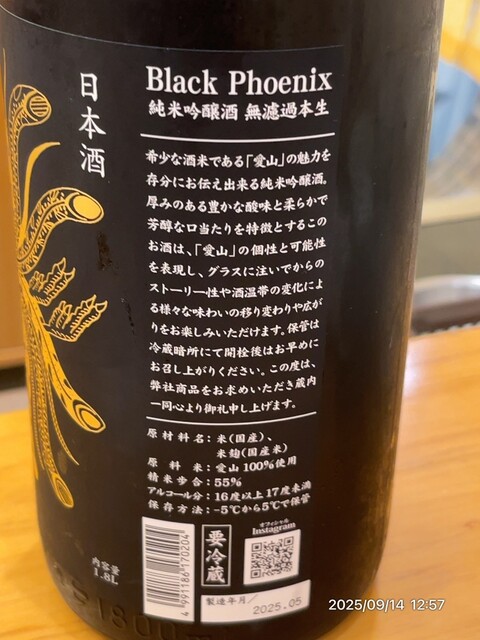 日本酒
Black Phoenix
純米吟醸酒 無濾過本生
希少な酒米である「愛山」の魅力を
存分にお伝え出来る純米吟醸酒。
厚みのある豊かな酸味と柔らかで
芳醇な口当たりを特徴とするこの
お酒は、「愛山」の個性と可能性
を表現し、グラスに注いでからの
ストーリー性や酒温帯の変化によ
る様々な味わいの移り変わりや広が
りをお楽しみいただけます。保管は
冷蔵暗所にて開栓後はお早めに
お召し上がりください。この度は、
弊社商品をお求めいただき蔵内
一同心より御礼申し上げます。
原材料名：米(国産)、
米麹(国産米)
原料米：愛山100%使用
精米歩合：55%
アルコール分：16度以上17度未満
保存方法：-5℃から5℃で保管
内容量
1.8L
4991186170204
要冷蔵
オフィシャル
Instagram
製造年月/
2025.05
2025/09/14 12:57